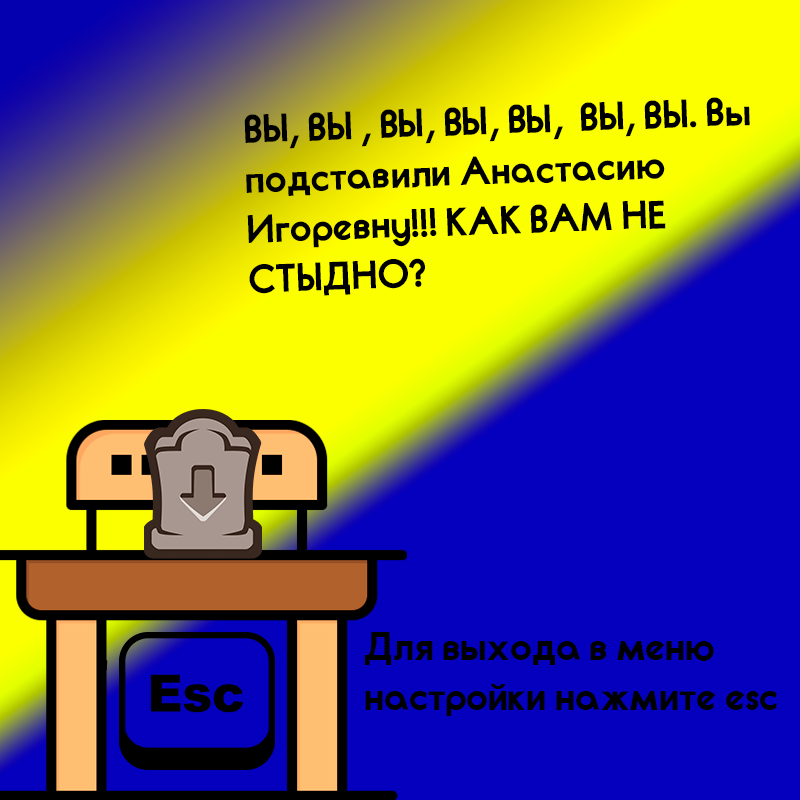 ВЫ, ВЫ , ВЫ, ВЫ, ВЫ,  ВЫ, ВЫ. Вы
подставили Анастасию
Игоревну!!! КАК ВАМ НЕ
СТЫДНО?
Esc
Для выхода в меню
настройки нажмите esc